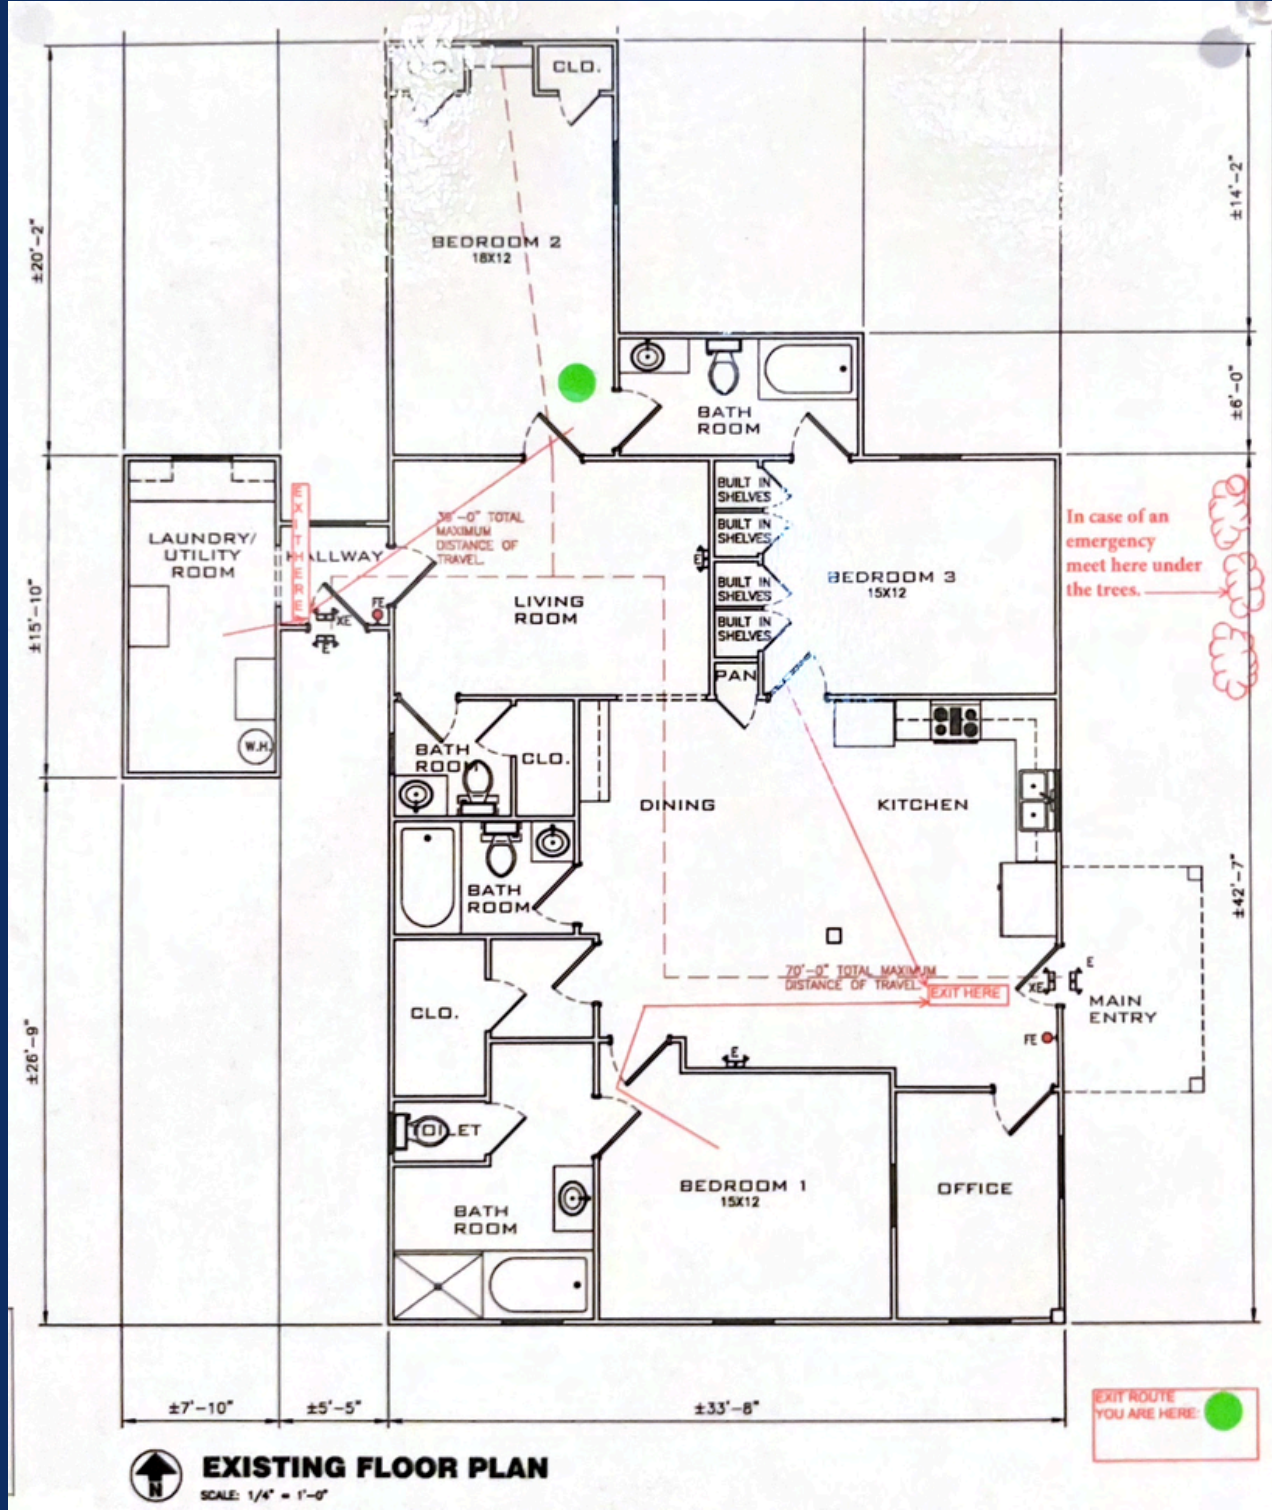 CLO.
±14'-2"
±20'-2"
BEDROOM 2
18X12
±6'-0"
BATH
ROOM
BUILT IN
SHELVES
BUILT IN
SHELVES
BUILT IN
SHELVES
BUILT IN
SHELVES
In case of an
emergency
meet here under
the trees.
TOTAL
MAXIMUM
DISTANCE OF
TRAVEL.
EXIT HERE
LAUNDRY/
UTILITY
ROOM
HALLWAY
±15'-10"
FE
XE
E
E
LIVING
ROOM
BEDROOM 3
15X12
PAN
W.H.
BATH
ROOM
CLO.
DINING
KITCHEN
±42'-7"
BATH
ROOM
70'-0" TOTAL MAXIMUM
DISTANCE OF TRAVEL.
EXIT HERE
XE
E
MAIN
ENTRY
FE
CLO.
±26'-9"
E
TOILET
BATH
ROOM
BEDROOM 1
15X12
OFFICE
±7'-10"
±5'-5"
±33'-8"
EXIT ROUTE
YOU ARE HERE:
N
EXISTING FLOOR PLAN
SCALE: 1/4" = 1'-0"